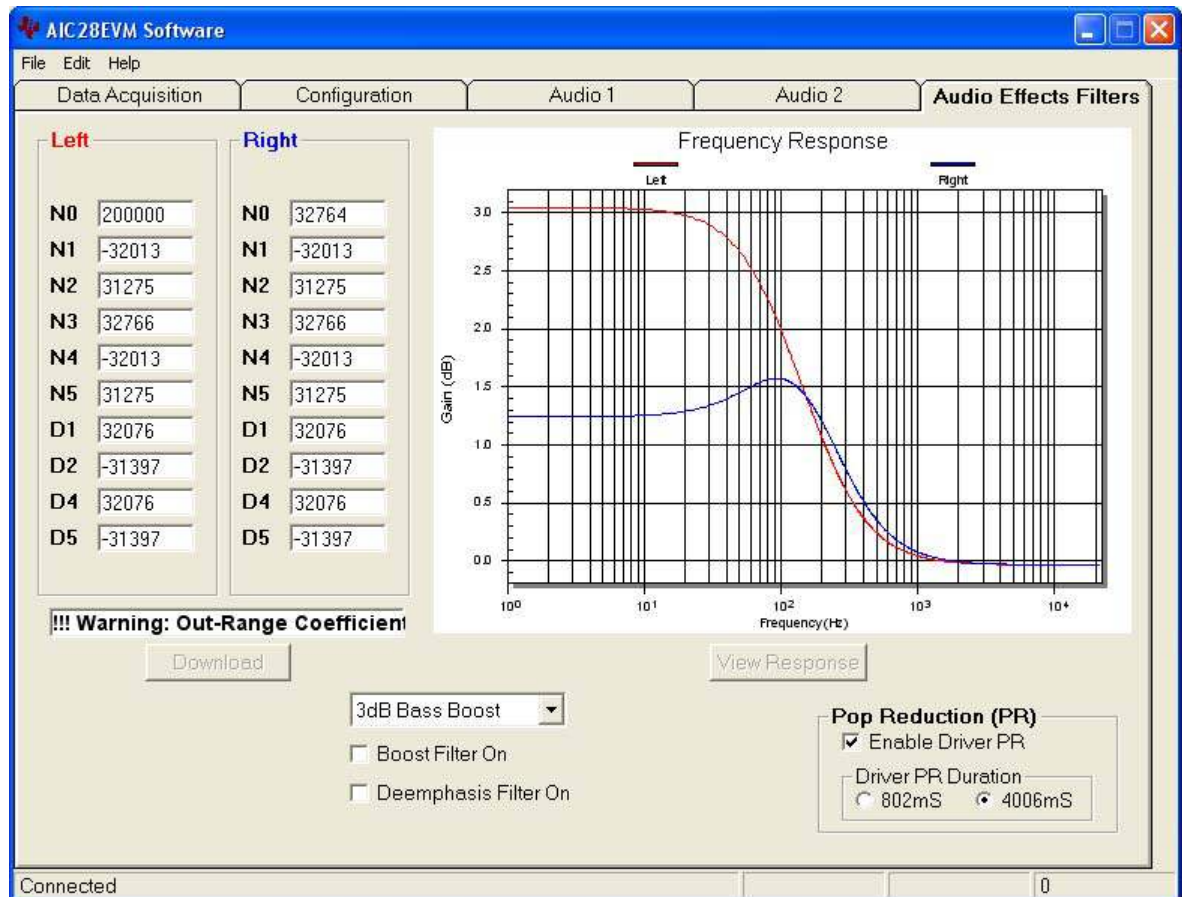 AIC28EVM Software
File Edit Help
Data Acquisition Configuration Audio 1 Audio 2 Audio Effects Filters
Left Right
N0 200000 N0 32764
N1 -32013 N1 -32013
N2 31275 N2 31275
N3 32766 N3 32766
N4 -32013 N4 -32013
N5 31275 N5 31275
D1 32076 D1 32076
D2 -31397 D2 -31397
D4 32076 D4 32076
D5 -31397 D5 -31397
!!! Warning: Out-Range Coefficient
Download
Frequency Response
Left Right
Gain (dB)
3.0
2.5
2.0
1.5
1.0
0.5
0.0
10⁰ 10¹ 10² 10³ 10⁴
Frequency(Hz)
View Response
3dB Bass Boost
Boost Filter On
Deemphasis Filter On
Pop Reduction (PR)
Enable Driver PR
Driver PR Duration
802mS 4006mS
Connected 0